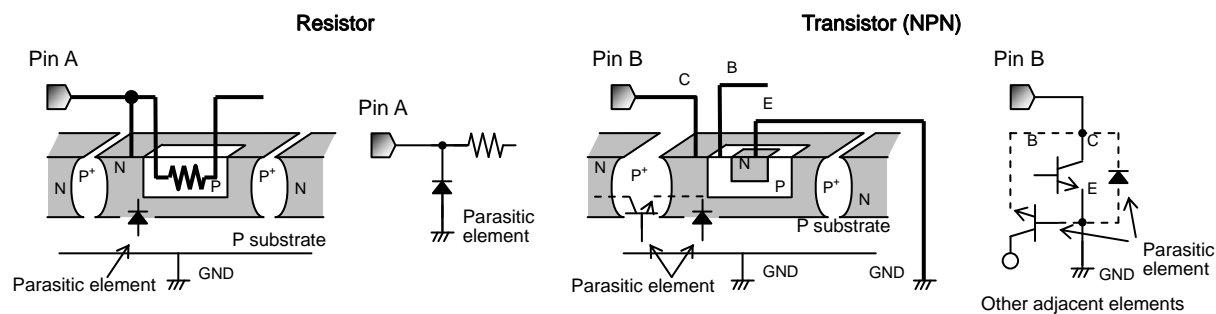 Resistor
Transistor (NPN)
Pin A
Pin A
N
P+
N
P
P+
N
Parasitic
element
P substrate
Parasitic element
GND
Pin B
C
B
E
N
P+
N
N
P
P+
N
P substrate
GND
GND
Parasitic element
Pin B
B
C
E
Parasitic
element
GND
Other adjacent elements